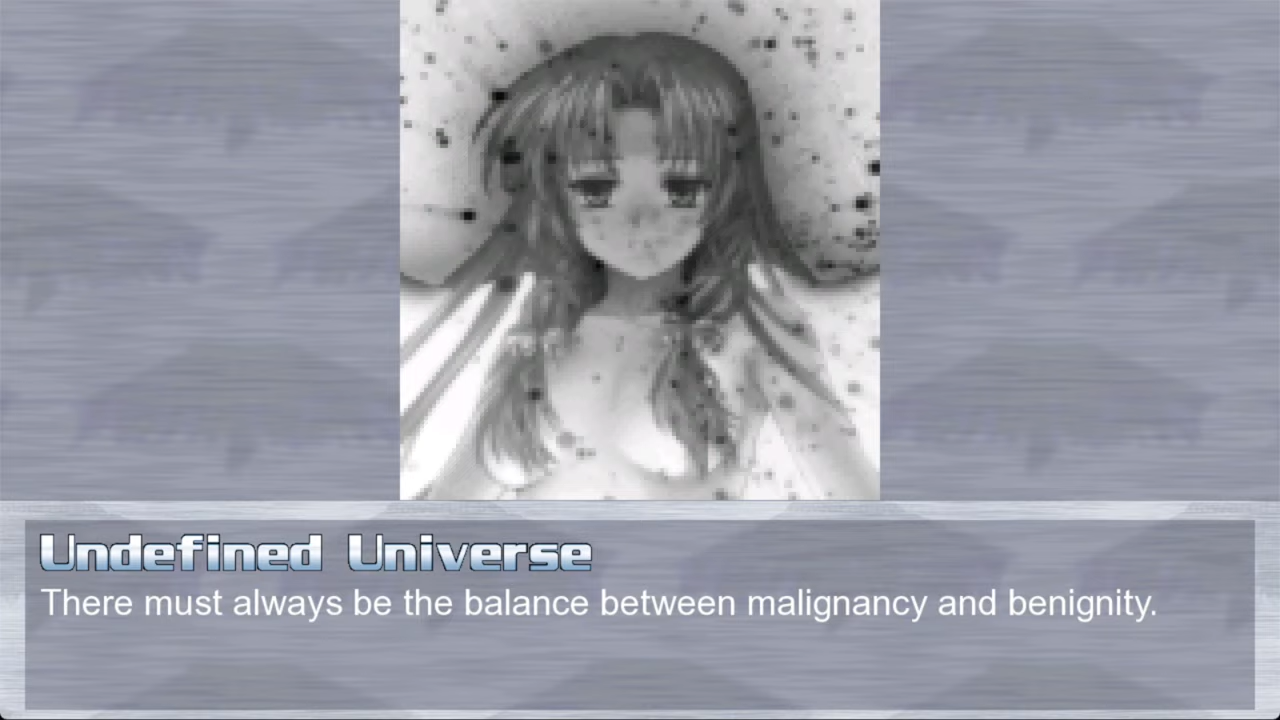 Undefined Universe
There must always be the balance between malignancy and benignity.